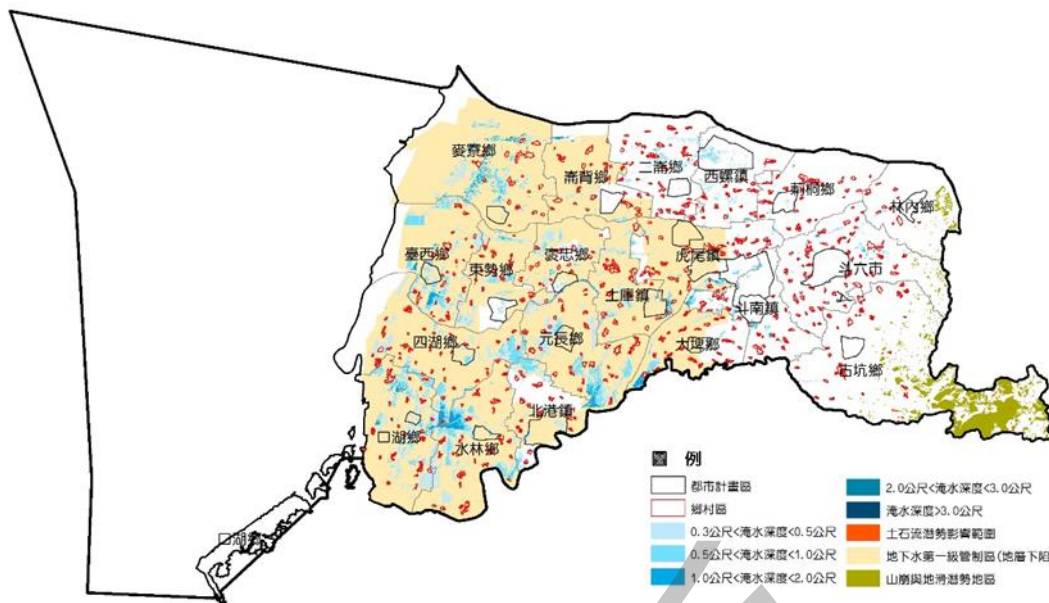 麥寮鄉
崙背鄉
二崙鄉
西螺鎮
莿桐鄉
林內鄉
臺西鄉
東勢鄉
褒忠鄉
虎尾鎮
斗六市
土庫鎮
斗南鎮
四湖鄉
元長鄉
大埤鄉
古坑鄉
北港鎮
口湖鄉
水林鄉
口湖鄉
圖 例
都市計畫區
鄉村區
0.3公尺<淹水深度<0.5公尺
0.5公尺<淹水深度<1.0公尺
1.0公尺<淹水深度<2.0公尺
2.0公尺<淹水深度<3.0公尺
淹水深度>3.0公尺
土石流潛勢影響範圍
地下水第一級管制區(地層下陷
山崩與地滑潛勢地區